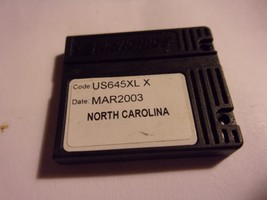 Code: US645XL X
Date: MAR2003
NORTH CAROLINA